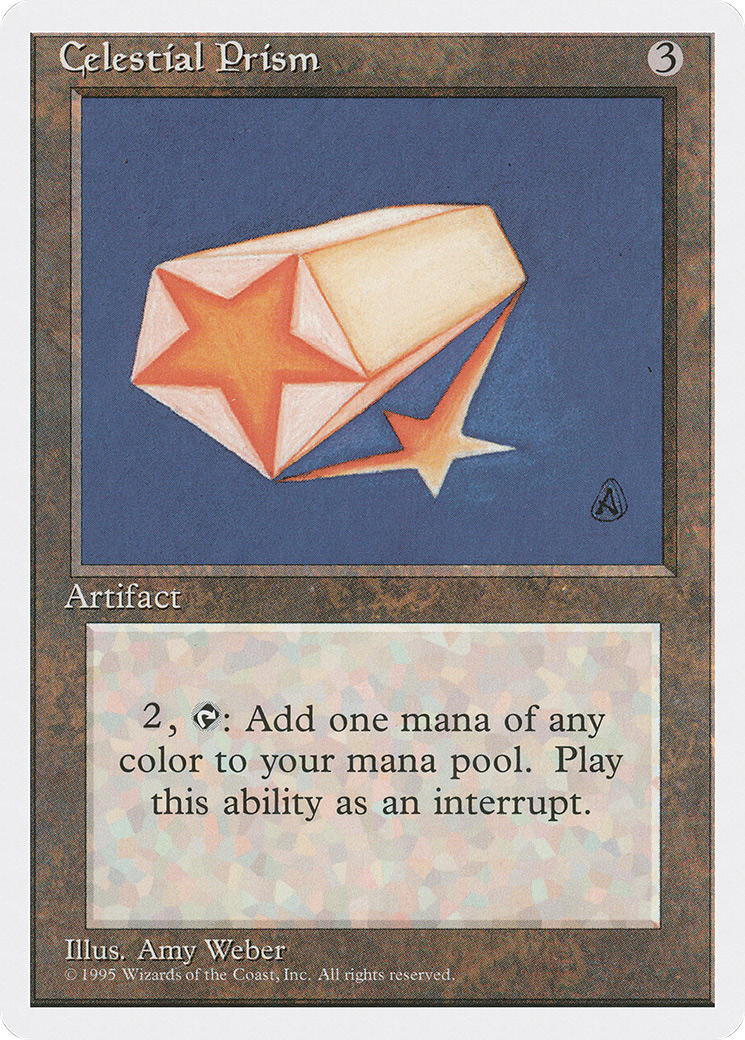 Celestial Prism
3
A
Artifact
2, : Add one mana of any
color to your mana pool. Play
this ability as an interrupt.
Illus. Amy Weber
© 1995 Wizards of the Coast, Inc. All rights reserved.